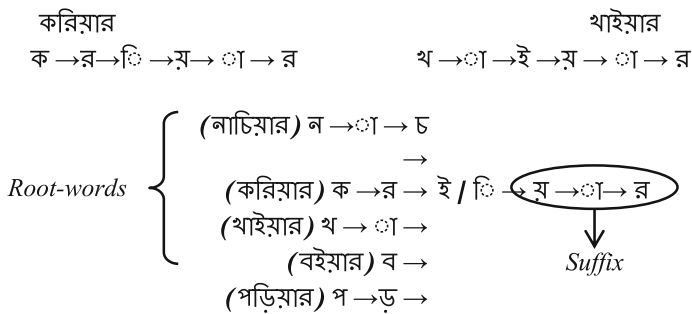 করিয়ার খাইয়ার
ক →র→ি →য়→ া → র খ →া →ই →য় → া → র
(নাচিয়ার) ন →া → চ
→
Root-words (করিয়ার) ক →র → ই / ি → য় →া→ র
(খাইয়ার) খ → া →
(বইয়ার) ব → Suffix
(পড়িয়ার) প →ড় →